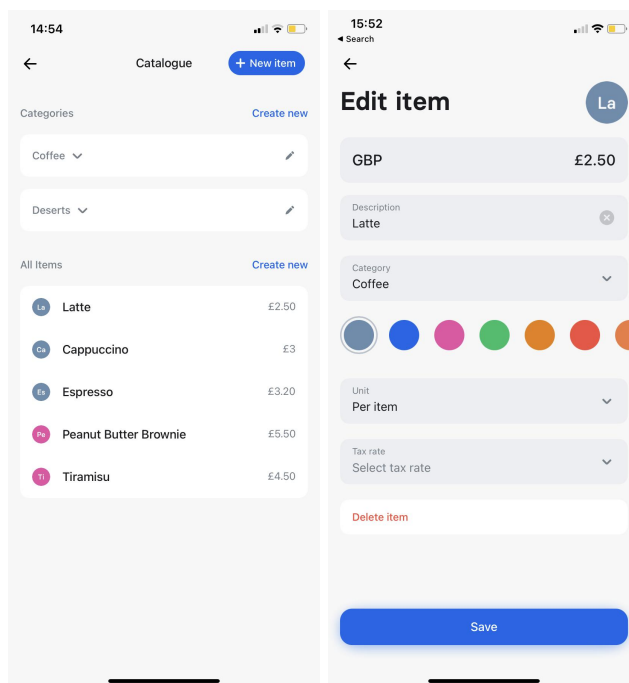 14:54
Catalogue
+ New item
Categories
Create new
Coffee
Deserts
All Items
Create new
La Latte £2.50
Ca Cappuccino £3
Es Espresso £3.20
Pe Peanut Butter Brownie £5.50
Ti Tiramisu £4.50
15:52
◂ Search
Edit item
La
GBP £2.50
Description
Latte
Category
Coffee
Unit
Per item
Tax rate
Select tax rate
Delete item
Save